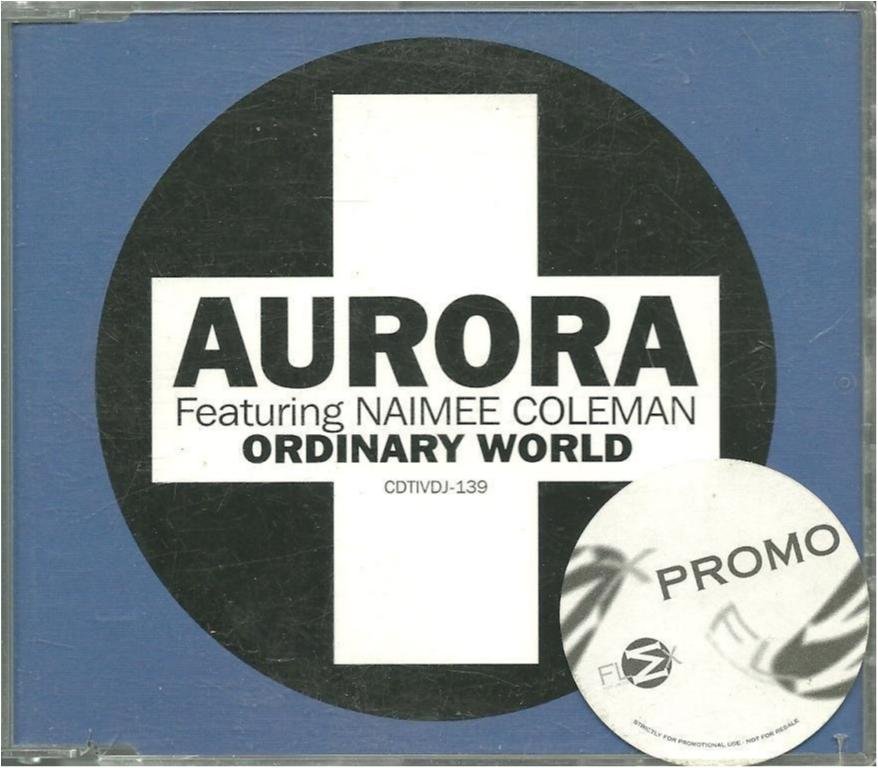 AURORA
Featuring NAIMEE COLEMAN
ORDINARY WORLD
CDTIVDJ-139
PROMO
STRICTLY FOR PROMOTIONAL USE - NOT FOR RESALE